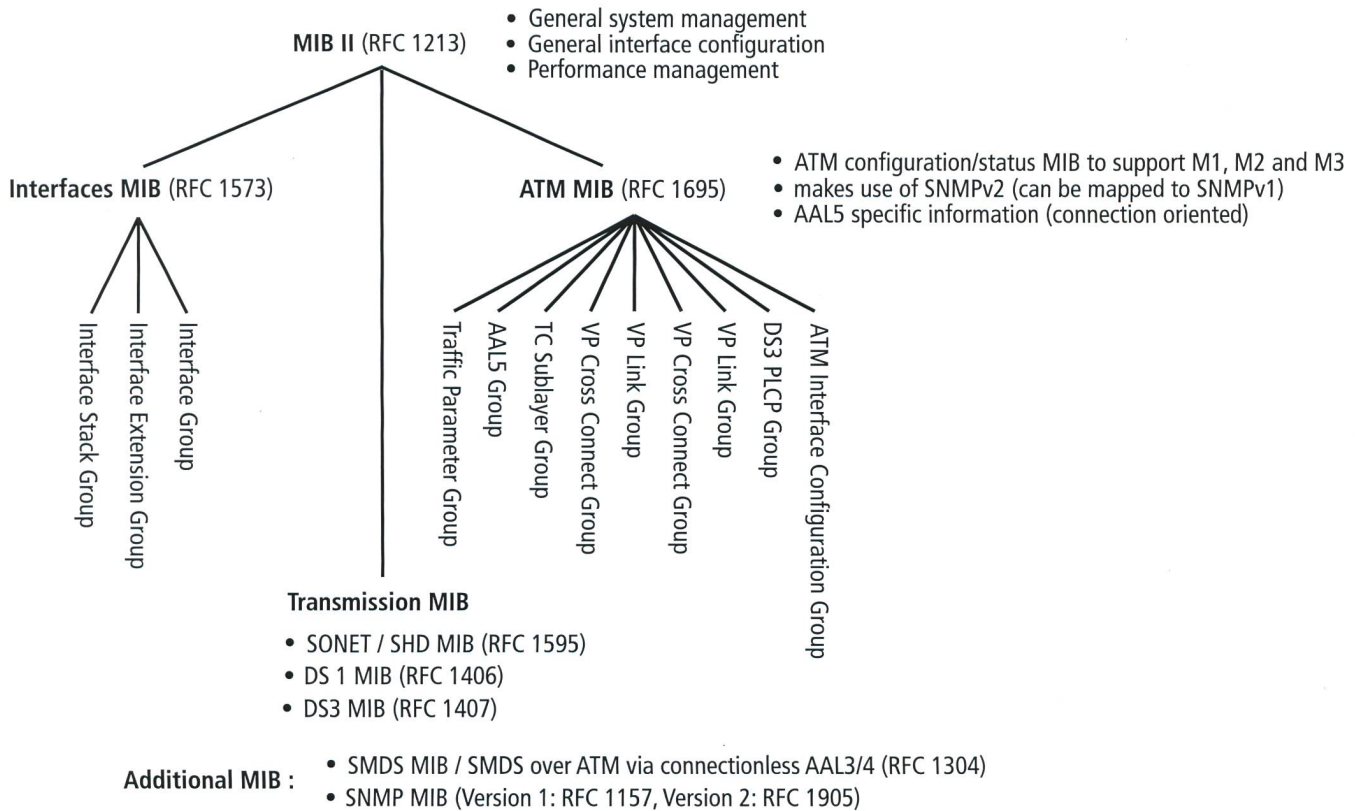 MIB II (RFC 1213)
• General system management
• General interface configuration
• Performance management
Interfaces MIB (RFC 1573)
ATM MIB (RFC 1695)
• ATM configuration/status MIB to support M1, M2 and M3
• makes use of SNMPv2 (can be mapped to SNMPv1)
• AAL5 specific information (connection oriented)
Interface Stack Group
Interface Extension Group
Interface Group
Traffic Parameter Group
AAL5 Group
TC Sublayer Group
VP Cross Connect Group
VP Link Group
VP Cross Connect Group
VP Link Group
DS3 PLCP Group
ATM Interface Configuration Group
Transmission MIB
• SONET / SHD MIB (RFC 1595)
• DS 1 MIB (RFC 1406)
• DS3 MIB (RFC 1407)
Additional MIB :
• SMDS MIB / SMDS over ATM via connectionless AAL3/4 (RFC 1304)
• SNMP MIB (Version 1: RFC 1157, Version 2: RFC 1905)